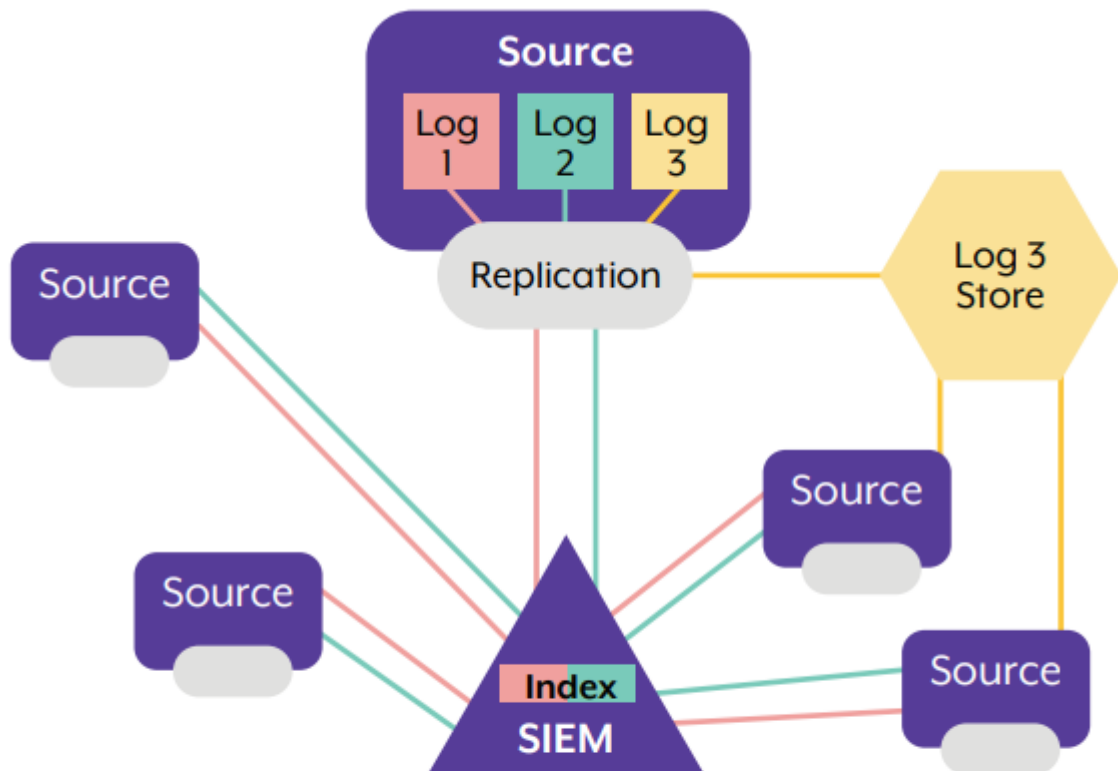 Source
Log
1
Log
2
Log
3
Replication
Log 3
Store
Source
Source
Source
Source
Index
SIEM